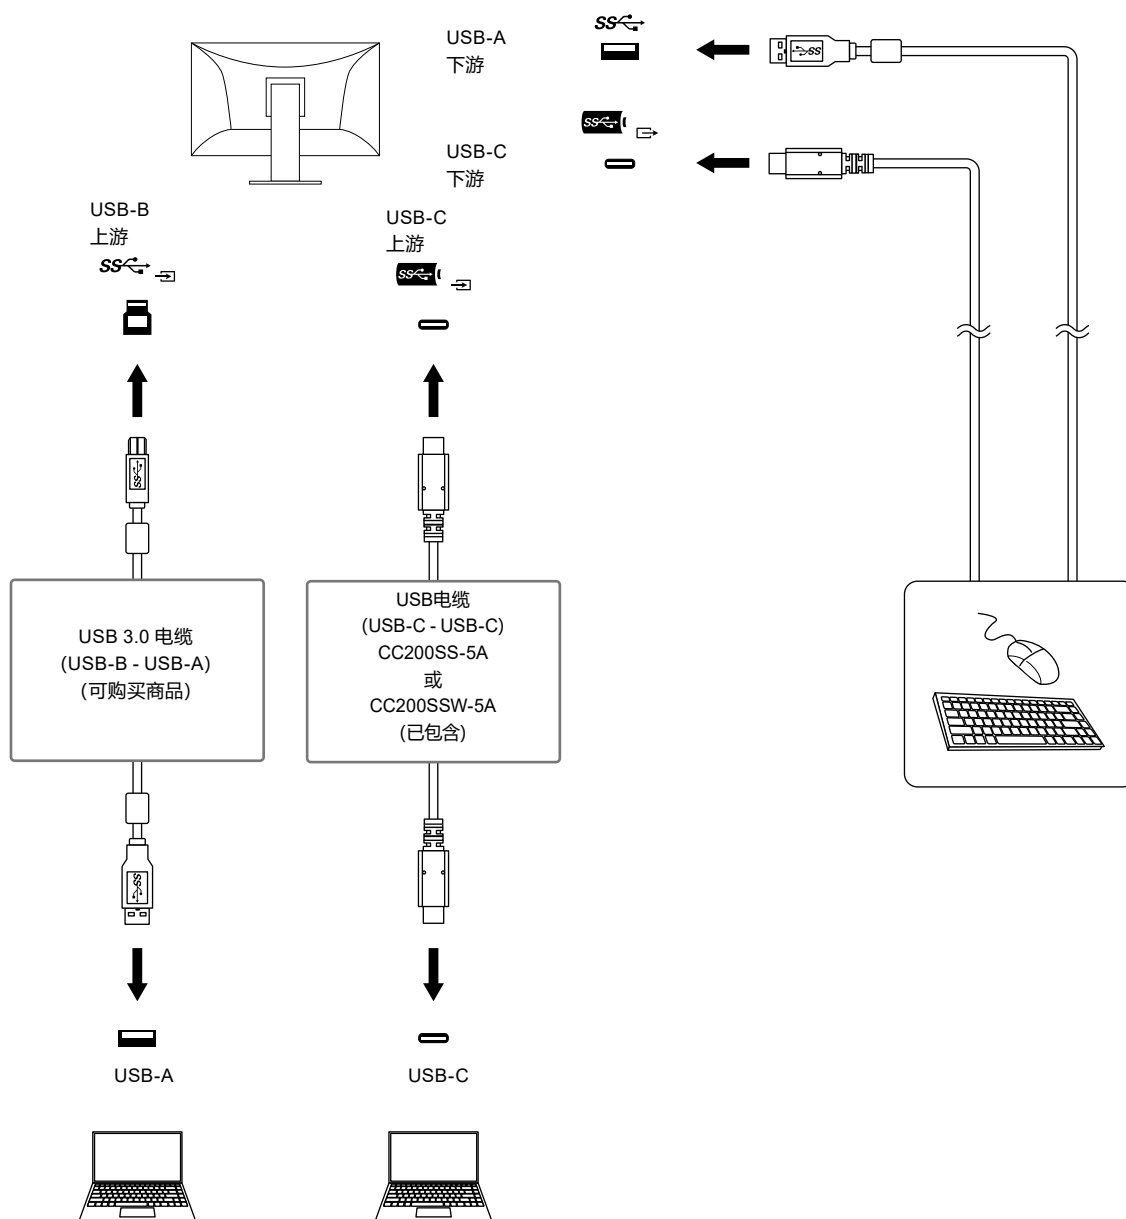 USB-A
下游
USB-C
下游
USB-B
上游
USB-C
上游
USB 3.0 电缆
(USB-B - USB-A)
(可购买商品)
USB电缆
(USB-C - USB-C)
CC200SS-5A
或
CC200SSW-5A
(已包含)
USB-A
USB-C